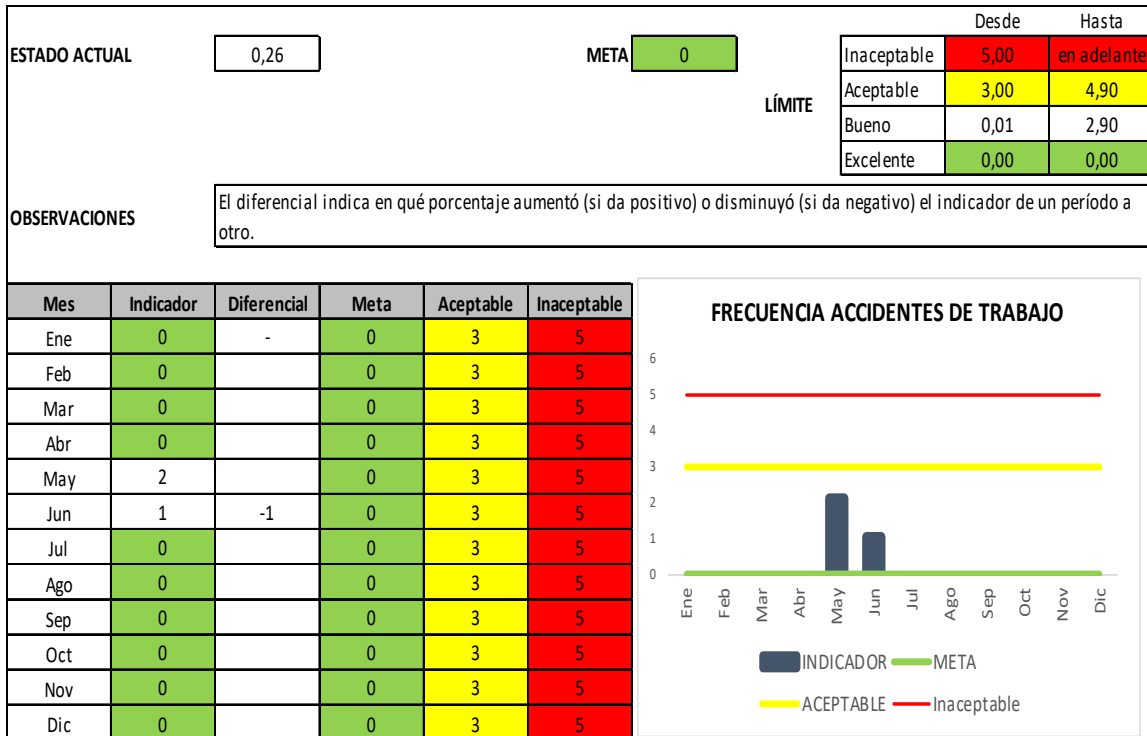 Desde Hasta
ESTADO ACTUAL 0,26 META 0 Inaceptable 5,00 en adelante
Aceptable 3,00 4,90
LÍMITE
Bueno 0,01 2,90
Excelente 0,00 0,00
OBSERVACIONES
El diferencial indica en qué porcentaje aumentó (si da positivo) o disminuyó (si da negativo) el indicador de un período a
otro.
Mes Indicador Diferencial Meta Aceptable Inaceptable
Ene 0 - 0 3 5
Feb 0 0 3 5
Mar 0 0 3 5
Abr 0 0 3 5
May 2 0 3 5
Jun 1 -1 0 3 5
Jul 0 0 3 5
Ago 0 0 3 5
Sep 0 0 3 5
Oct 0 0 3 5
Nov 0 0 3 5
Dic 0 0 3 5
FRECUENCIA ACCIDENTES DE TRABAJO
6
5
4
3
2
1
0
Ene Feb Mar Abr May Jun Jul Ago Sep Oct Nov Dic
INDICADOR META
ACEPTABLE Inaceptable